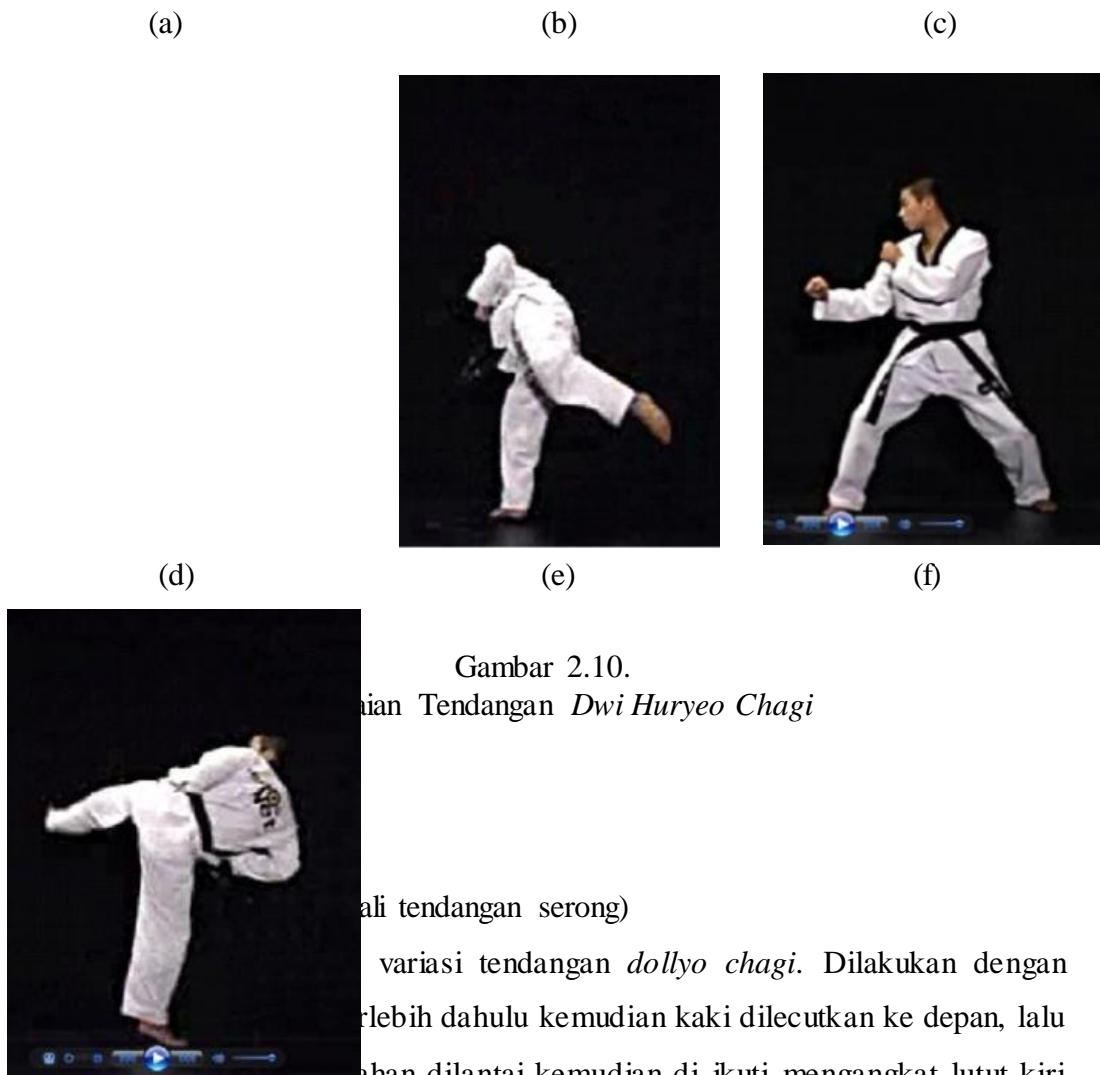 (a) (b) (c)
(d) (e) (f)
Gambar 2.10.
aian Tendangan Dwi Huryeo Chagi
ali tendangan serong)
variasi tendangan dollyo chagi. Dilakukan dengan
rlebih dahulu kemudian kaki dilecutkan ke depan, lalu
ahan dilantai kemudian di ikuti mengangkat lutut kiri